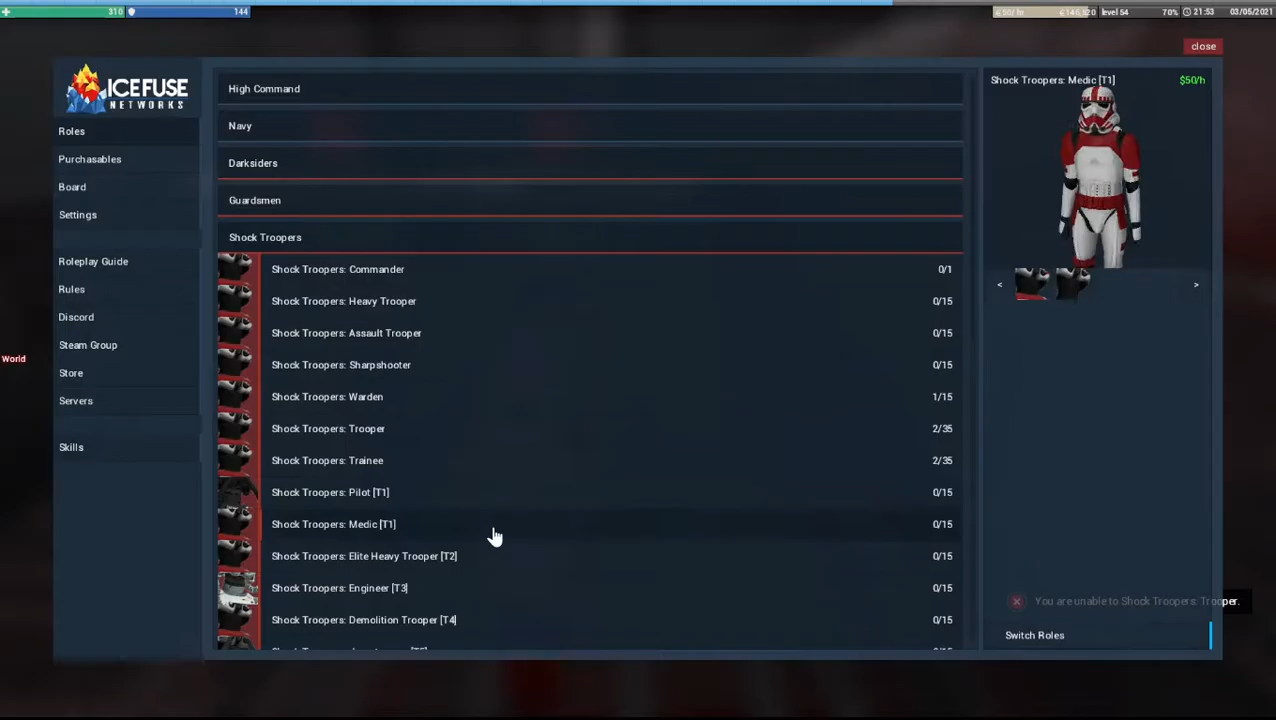 310
144
€50/hr
level 54
70%
21:53
03/05/2021
close
ICEFUSE
NETWORKS
Roles
Purchasables
Board
Settings
Roleplay Guide
Rules
Discord
Steam Group
Store
Servers
Skills
World
High Command
Navy
Darksiders
Guardsmen
Shock Troopers
Shock Troopers: Commander 0/1
Shock Troopers: Heavy Trooper 0/15
Shock Troopers: Assault Trooper 0/15
Shock Troopers: Sharpshooter 0/15
Shock Troopers: Warden 1/15
Shock Troopers: Trooper 2/35
Shock Troopers: Trainee 2/35
Shock Troopers: Pilot [T1] 0/15
Shock Troopers: Medic [T1] 0/15
Shock Troopers: Elite Heavy Trooper [T2] 0/15
Shock Troopers: Engineer [T3] 0/15
Shock Troopers: Demolition Trooper [T4] 0/15
Shock Troopers: Medic [T1] $50/h
< >
You are unable to Shock Troopers: Trooper.
Switch Roles